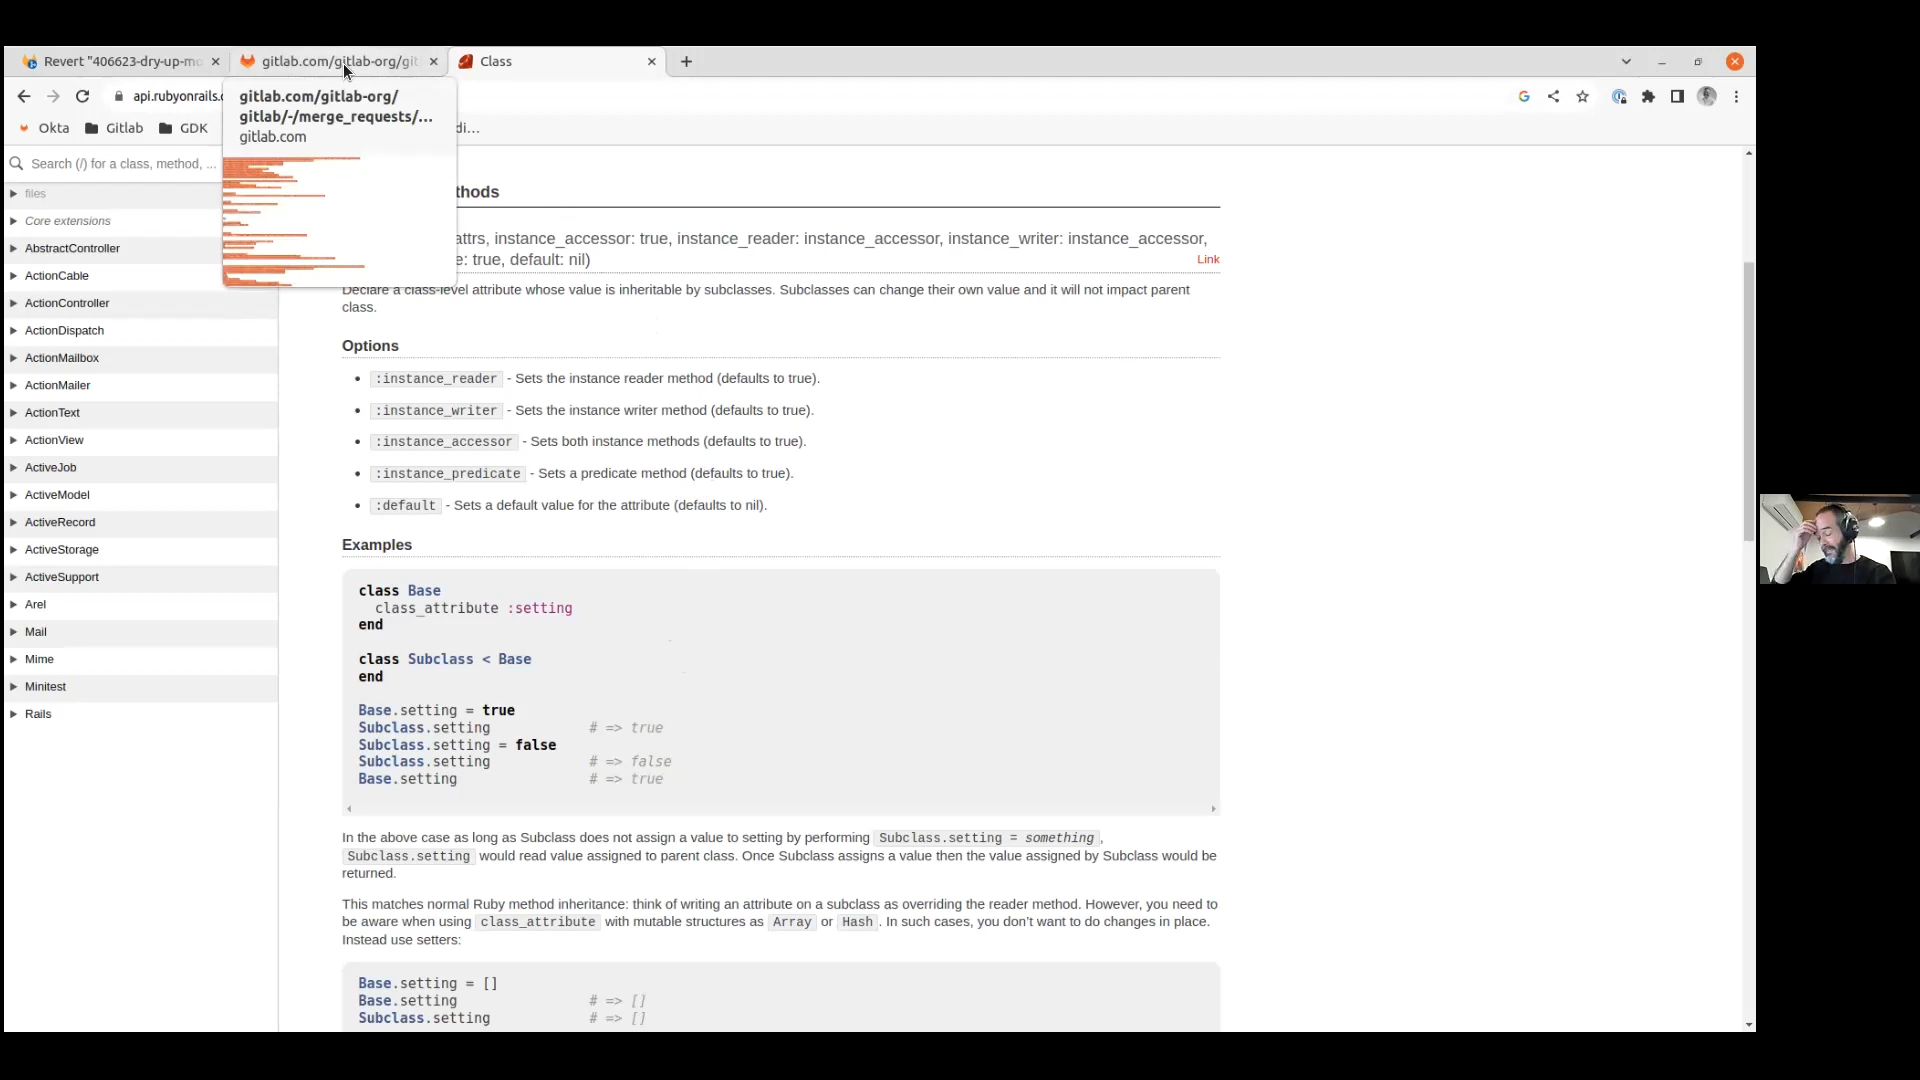 Revert "406623-dry-up-mo
gitlab.com/gitlab-org/git
Class
api.rubyonrails.o
Okta
Gitlab
GDK
di...
gitlab.com/gitlab-org/
gitlab/-/merge_requests/...
gitlab.com
Search (/) for a class, method, ...
files
Core extensions
AbstractController
ActionCable
ActionController
ActionDispatch
ActionMailbox
ActionMailer
ActionText
ActionView
ActiveJob
ActiveModel
ActiveRecord
ActiveStorage
ActiveSupport
Arel
Mail
Mime
Minitest
Rails
thods
attrs, instance_accessor: true, instance_reader: instance_accessor, instance_writer: instance_accessor,
e: true, default: nil)
Link
Declare a class-level attribute whose value is inheritable by subclasses. Subclasses can change their own value and it will not impact parent
class.
Options
• :instance_reader - Sets the instance reader method (defaults to true).
• :instance_writer - Sets the instance writer method (defaults to true).
• :instance_accessor - Sets both instance methods (defaults to true).
• :instance_predicate - Sets a predicate method (defaults to true).
• :default - Sets a default value for the attribute (defaults to nil).
Examples
class Base
  class_attribute :setting
end
class Subclass < Base
end
Base.setting = true
Subclass.setting # => true
Subclass.setting = false
Subclass.setting # => false
Base.setting # => true
In the above case as long as Subclass does not assign a value to setting by performing Subclass.setting = something,
Subclass.setting would read value assigned to parent class. Once Subclass assigns a value then the value assigned by Subclass would be
returned.
This matches normal Ruby method inheritance: think of writing an attribute on a subclass as overriding the reader method. However, you need to
be aware when using class_attribute with mutable structures as Array or Hash. In such cases, you don't want to do changes in place.
Instead use setters:
Base.setting = []
Base.setting # => []
Subclass.setting # => []